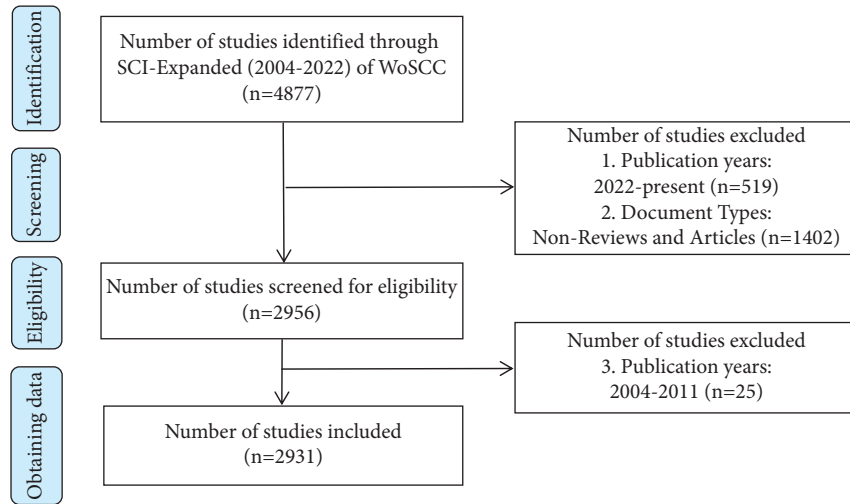 Identification
Number of studies identified through
SCI-Expanded (2004-2022) of WoSCC
(n=4877)
Screening
Number of studies excluded
1. Publication years:
2022-present (n=519)
2. Document Types:
Non-Reviews and Articles (n=1402)
Eligibility
Number of studies screened for eligibility
(n=2956)
Number of studies excluded
3. Publication years:
2004-2011 (n=25)
Obtaining data
Number of studies included
(n=2931)